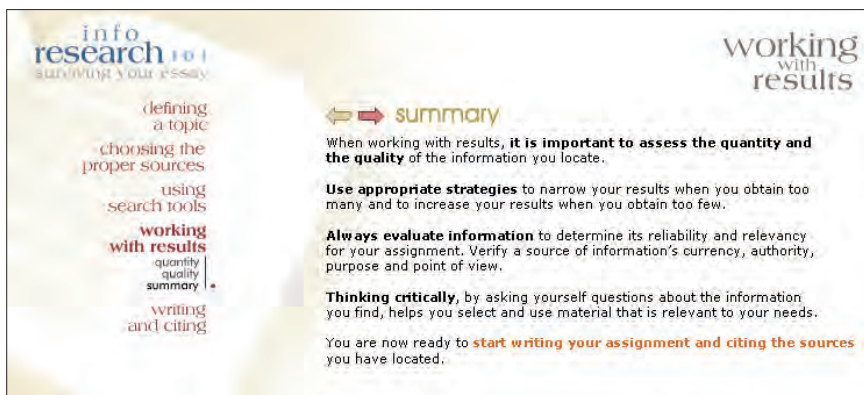 info
research 101
surviving your essay
working
with
results
defining
a topic
choosing the
proper sources
using
search tools
working
with results
quantity
quality
summary
writing
and citing
summary
When working with results, it is important to assess the quantity and
the quality of the information you locate.
Use appropriate strategies to narrow your results when you obtain too
many and to increase your results when you obtain too few.
Always evaluate information to determine its reliability and relevancy
for your assignment. Verify a source of information's currency, authority,
purpose and point of view.
Thinking critically, by asking yourself questions about the information
you find, helps you select and use material that is relevant to your needs.
You are now ready to start writing your assignment and citing the sources
you have located.